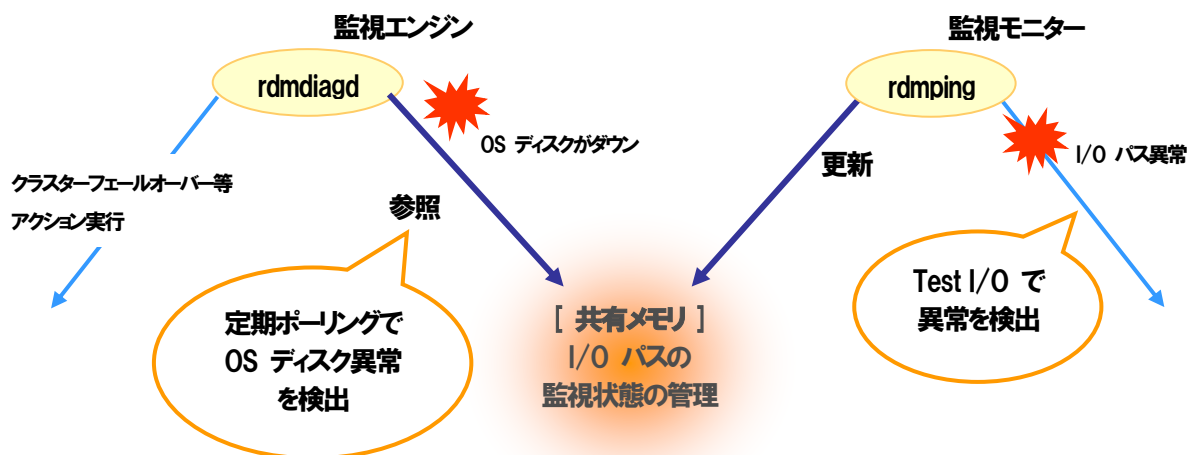 監視エンジン
rdmdiagd
OS ディスクがダウン
クラスターフェールオーバー等
アクション実行
参照
定期ポーリングで
OS ディスク異常
を検出
[ 共有メモリ ]
I/O パスの
監視状態の管理
監視モニター
rdmping
更新
I/O パス異常
Test I/O で
異常を検出